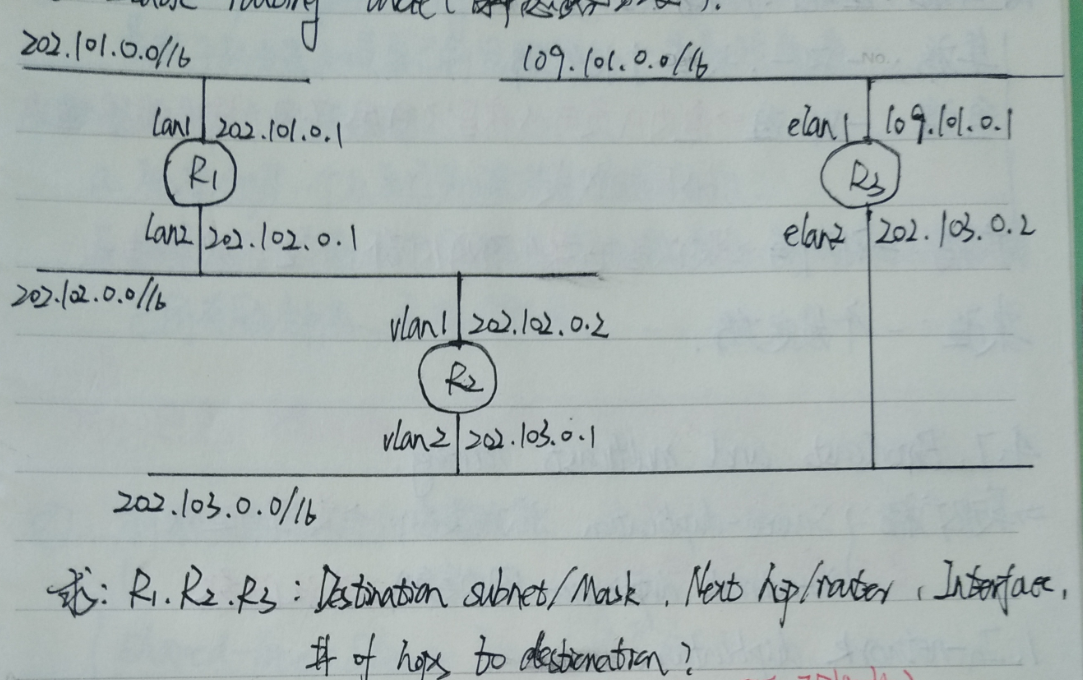 routing
202.101.0.0/16 109.101.0.0/16
lan1 202.101.0.1 elan1 109.101.0.1
R1 R3
lan2 202.102.0.1 elan2 202.103.0.2
202.102.0.0/16
vlan1 202.102.0.2
R2
vlan2 202.103.0.1
202.103.0.0/16
求: R1. R2. R3: Destination subnet/Mask, Next hop/router, Interface,
# of hops to destination?